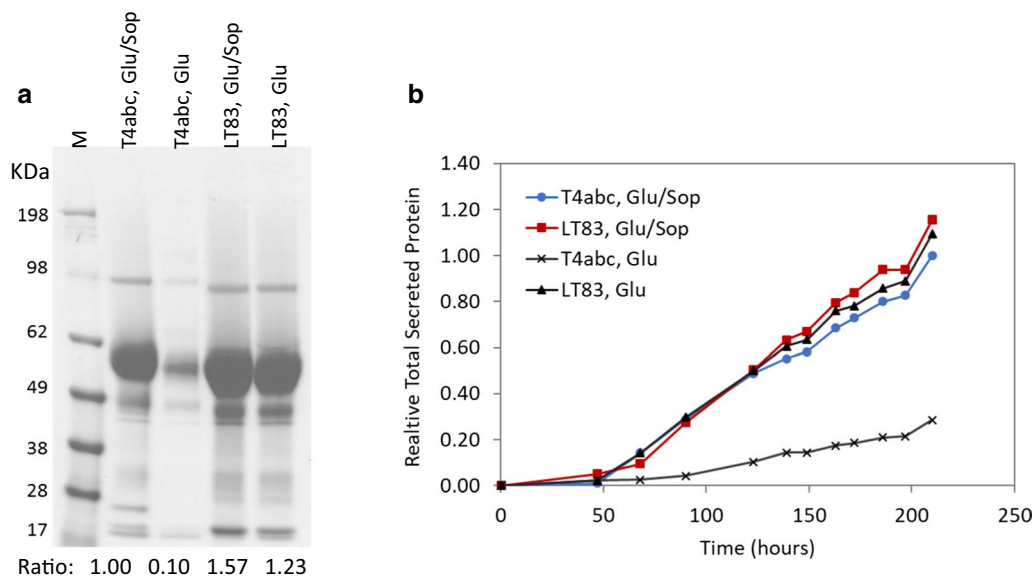 a
M
T4abc, Glu/Sop
T4abc, Glu
LT83, Glu/Sop
LT83, Glu
KDa
198
98
62
49
38
28
17
Ratio: 1.00 0.10 1.57 1.23
b
Realtive Total Secreted Protein
1.40
1.20
1.00
0.80
0.60
0.40
0.20
0.00
T4abc, Glu/Sop
LT83, Glu/Sop
T4abc, Glu
LT83, Glu
0 50 100 150 200 250
Time (hours)